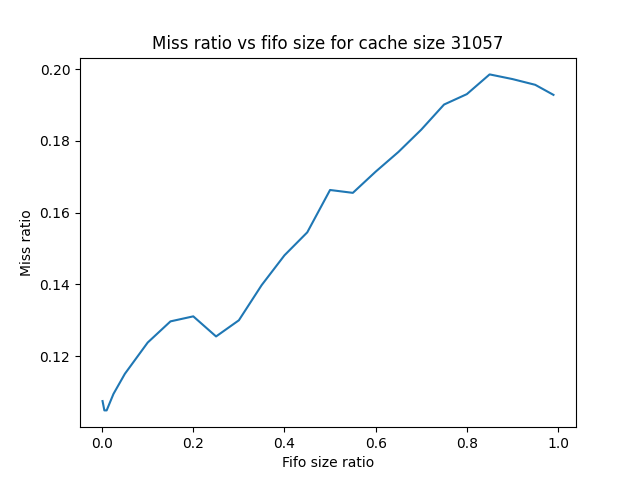 Miss ratio vs fifo size for cache size 31057
0.20
0.18
0.16
0.14
0.12
Miss ratio
0.0 0.2 0.4 0.6 0.8 1.0
Fifo size ratio